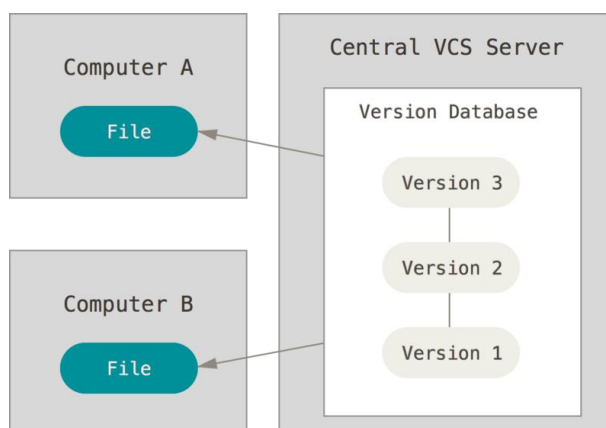 Computer A
File
Computer B
File
Central VCS Server
Version Database
Version 3
Version 2
Version 1